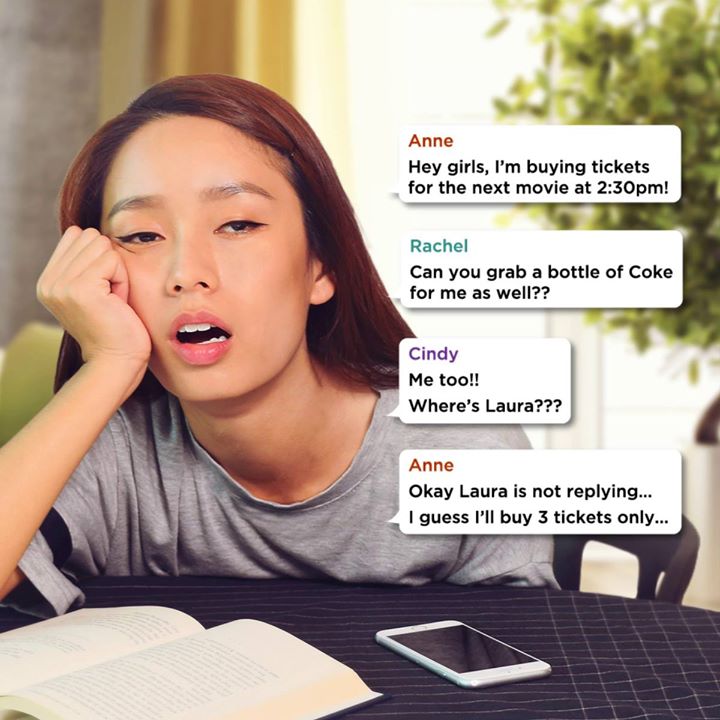 Anne
Hey girls, I'm buying tickets
for the next movie at 2:30pm!
Rachel
Can you grab a bottle of Coke
for me as well??
Cindy
Me too!!
Where's Laura???
Anne
Okay Laura is not replying...
I guess I'll buy 3 tickets only...